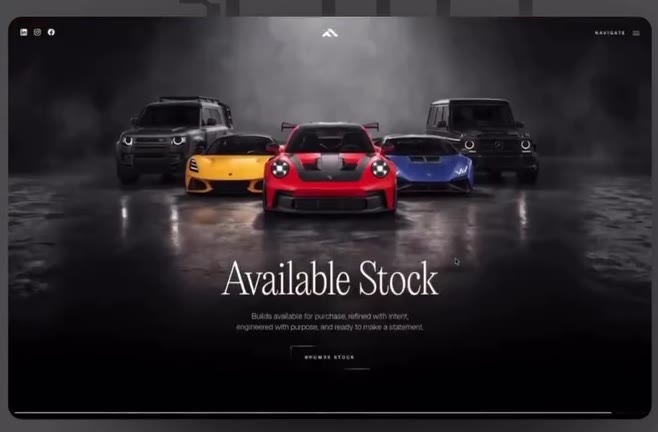 NAVIGATE
Available Stock
Builds available for purchase, refined with intent,
engineered with purpose, and ready to make a statement.
BROWSE STOCK